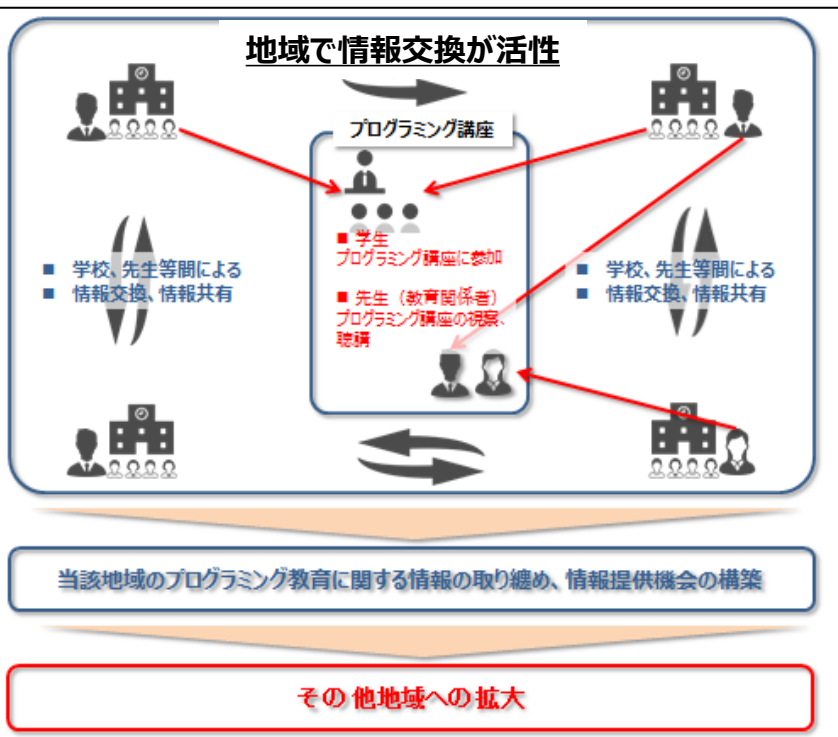 地域で情報交換が活性
プログラミング講座
■ 学生
プログラミング講座に参加
■ 先生（教育関係者）
プログラミング講座の視察、
聴講
■ 学校、先生等間による
■ 情報交換、情報共有
■ 学校、先生等間による
■ 情報交換、情報共有
当該地域のプログラミング教育に関する情報の取り纏め、情報提供機会の構築
その他地域への拡大